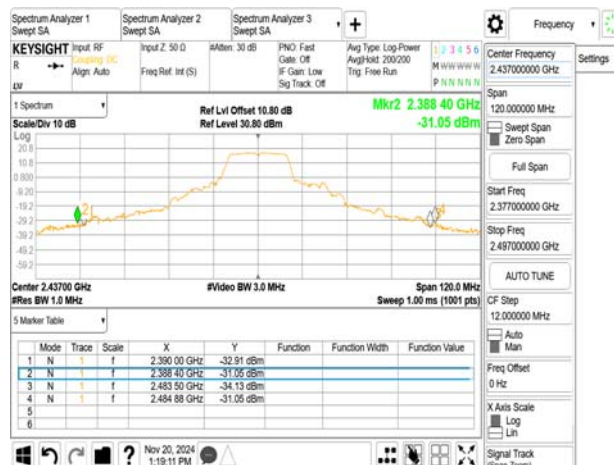 Spectrum Analyzer 1
Swept SA
Spectrum Analyzer 2
Swept SA
Spectrum Analyzer 3
Swept SA
Frequency
KEYSIGHT
R
Input: RF
Coupling: DC
Align: Auto
Input Z: 50 Ω
Freq Ref: Int (S)
#Atten: 30 dB
PNO: Fast
Gate: Off
IF Gain: Low
Sig Track: Off
Avg Type: Log-Power
Avg|Hold: 200/200
Trig: Free Run
1 2 3 4 5 6
M W W W W W
P N N N N N
1 Spectrum
Scale/Div 10 dB
Ref Lvl Offset 10.80 dB
Ref Level 30.80 dBm
Mkr2 2.388 40 GHz
-31.05 dBm
Log
20.8
10.8
0.800
-9.20
-19.2
-29.2
-39.2
-49.2
-59.2
2
Center 2.43700 GHz
#Res BW 1.0 MHz
#Video BW 3.0 MHz
Span 120.0 MHz
Sweep 1.00 ms (1001 pts)
5 Marker Table
Mode Trace Scale X Y Function Function Width Function Value
1 N 1 f 2.390 00 GHz -32.91 dBm
2 N 1 f 2.388 40 GHz -31.05 dBm
3 N 1 f 2.483 50 GHz -34.13 dBm
4 N 1 f 2.484 88 GHz -31.05 dBm
5
6
?
Nov 20, 2024
1:19:11 PM
Center Frequency
2.437000000 GHz
Settings
Span
120.000000 MHz
Swept Span
Zero Span
Full Span
Start Freq
2.377000000 GHz
Stop Freq
2.497000000 GHz
AUTO TUNE
CF Step
12.000000 MHz
Auto
Man
Freq Offset
0 Hz
X Axis Scale
Log
Lin
Signal Track
(Span Zoom)